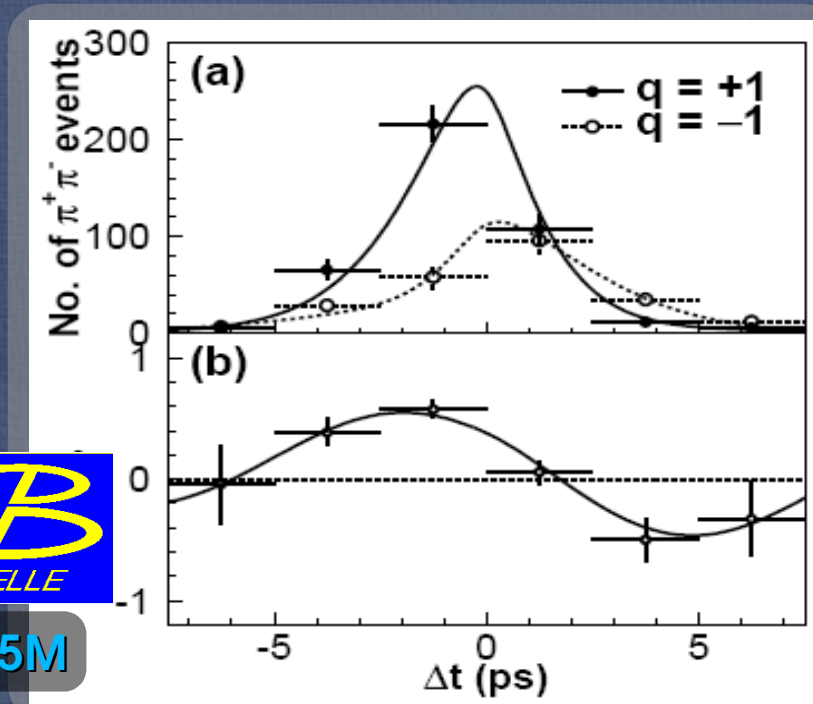 300
(a)
q = +1
q = −1
200
100
0
No. of π⁺π⁻ events
1
(b)
0
-1
ELLE
5M
-5 0 5
Δt (ps)